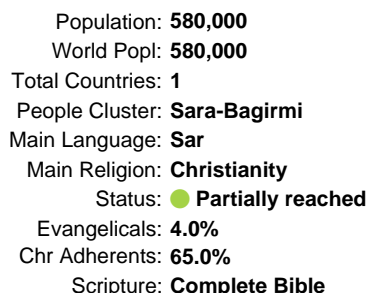 Population: 580,000
World Popl: 580,000
Total Countries: 1
People Cluster: Sara-Bagirmi
Main Language: Sar
Main Religion: Christianity
Status: Partially reached
Evangelicals: 4.0%
Chr Adherents: 65.0%
Scripture: Complete Bible